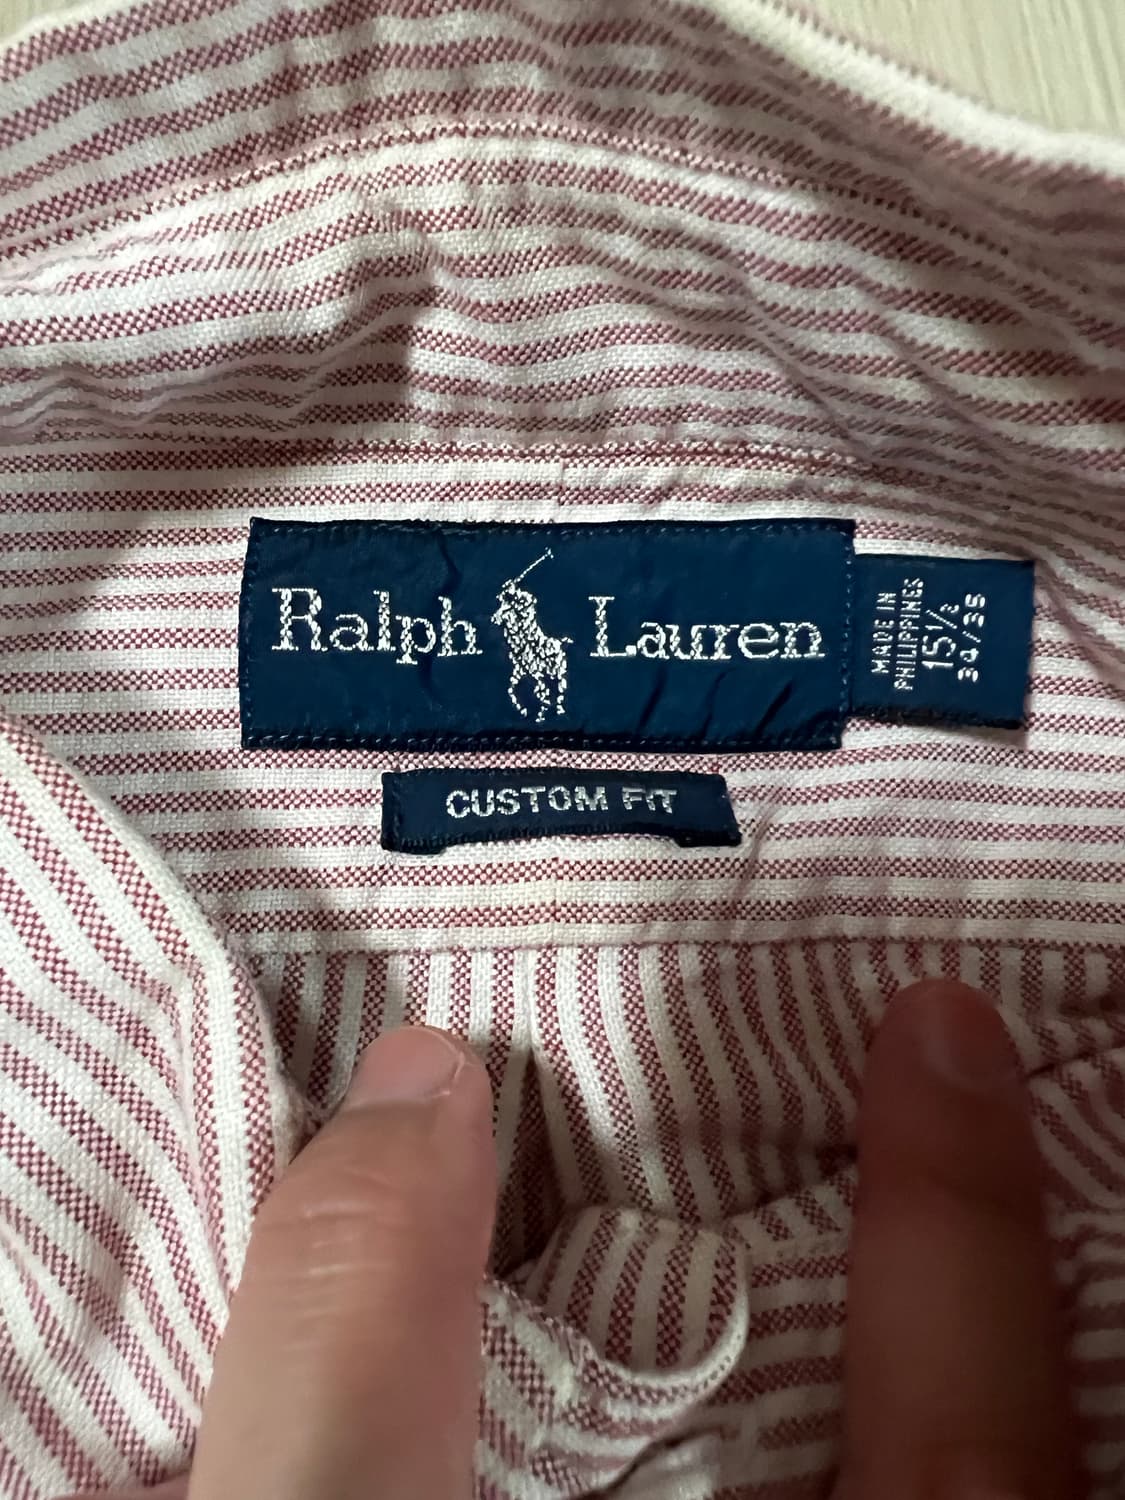 Ralph Lauren
MADE IN
PHILIPPINES
15½
34/35
CUSTOM FIT